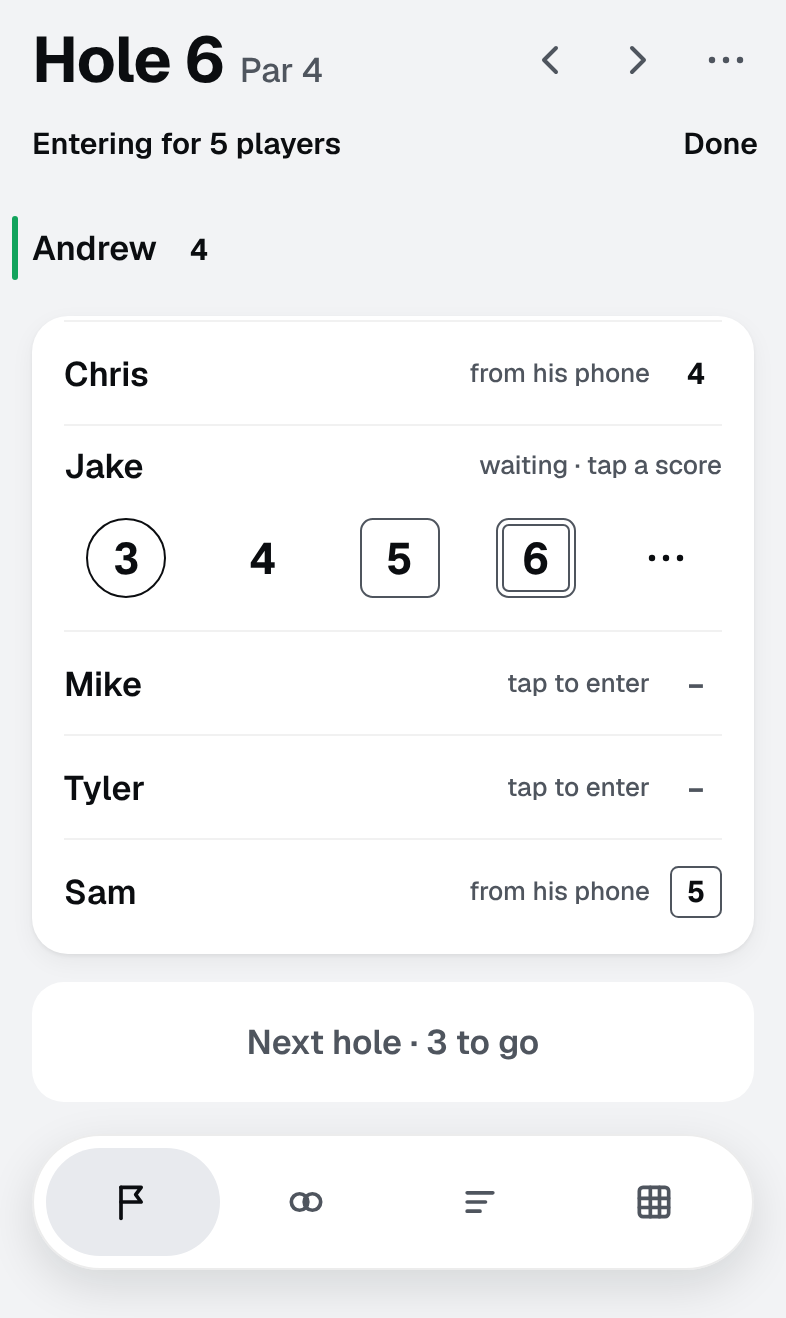 Hole 6 Par 4
Entering for 5 players Done
Andrew 4
Chris from his phone 4
Jake waiting · tap a score
3 4 5 6 ···
Mike tap to enter –
Tyler tap to enter –
Sam from his phone 5
Next hole · 3 to go